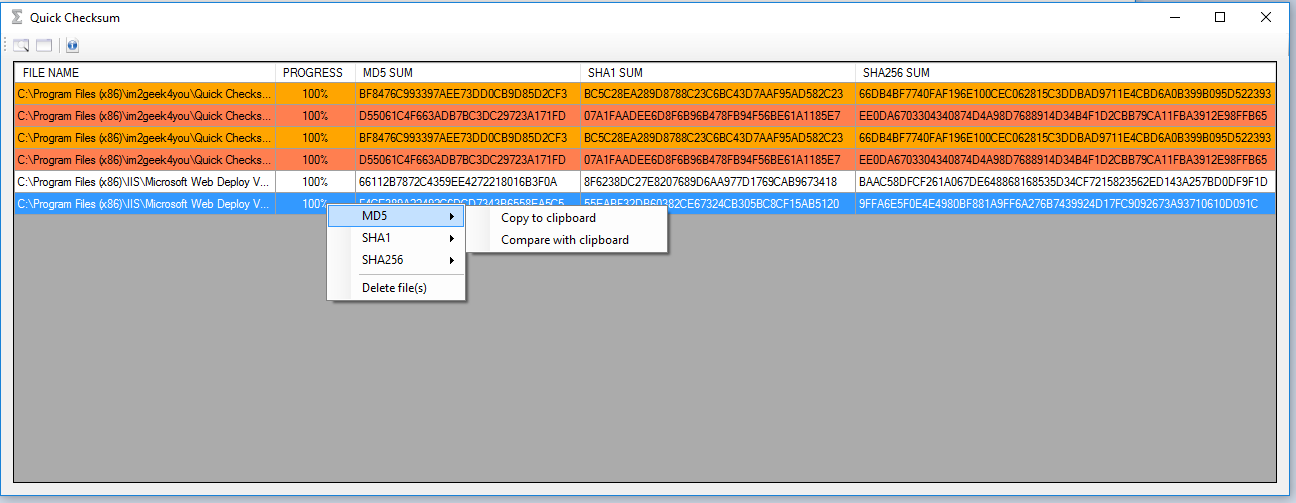 Quick Checksum
FILE NAME PROGRESS MD5 SUM SHA1 SUM SHA256 SUM
C:\Program Files (x86)\im2geek4you\Quick Checks... 100% BF8476C993397AEE73DD0CB9D85D2CF3 BC5C28EA289D8788C23C6BC43D7AAF95AD582C23 66DB4BF7740FAF196E100CEC062815C3DDBAD9711E4CBD6A0B399B095D522393
C:\Program Files (x86)\im2geek4you\Quick Checks... 100% D55061C4F663ADB7BC3DC29723A171FD 07A1FAADEE6D8F6B96B478FB94F56BE61A1185E7 EE0DA6703304340874D4A98D7688914D34B4F1D2CBB79CA11FBA3912E98FFB65
C:\Program Files (x86)\im2geek4you\Quick Checks... 100% BF8476C993397AEE73DD0CB9D85D2CF3 BC5C28EA289D8788C23C6BC43D7AAF95AD582C23 66DB4BF7740FAF196E100CEC062815C3DDBAD9711E4CBD6A0B399B095D522393
C:\Program Files (x86)\im2geek4you\Quick Checks... 100% D55061C4F663ADB7BC3DC29723A171FD 07A1FAADEE6D8F6B96B478FB94F56BE61A1185E7 EE0DA6703304340874D4A98D7688914D34B4F1D2CBB79CA11FBA3912E98FFB65
C:\Program Files (x86)\IIS\Microsoft Web Deploy V... 100% 66112B7872C4359EE4272218016B3F0A 8F6238DC27E8207689D6AA977D1769CAB9673418 BAAC58DFCF261A067DE648868168535D34CF7215823562ED143A257BD0DF9F1D
C:\Program Files (x86)\IIS\Microsoft Web Deploy V... 100% 9FFA6E5F0E4E4980BF881A9FF6A276B7439924D17FC9092673A93710610D091C
MD5 Copy to clipboard
SHA1 Compare with clipboard
SHA256
Delete file(s)